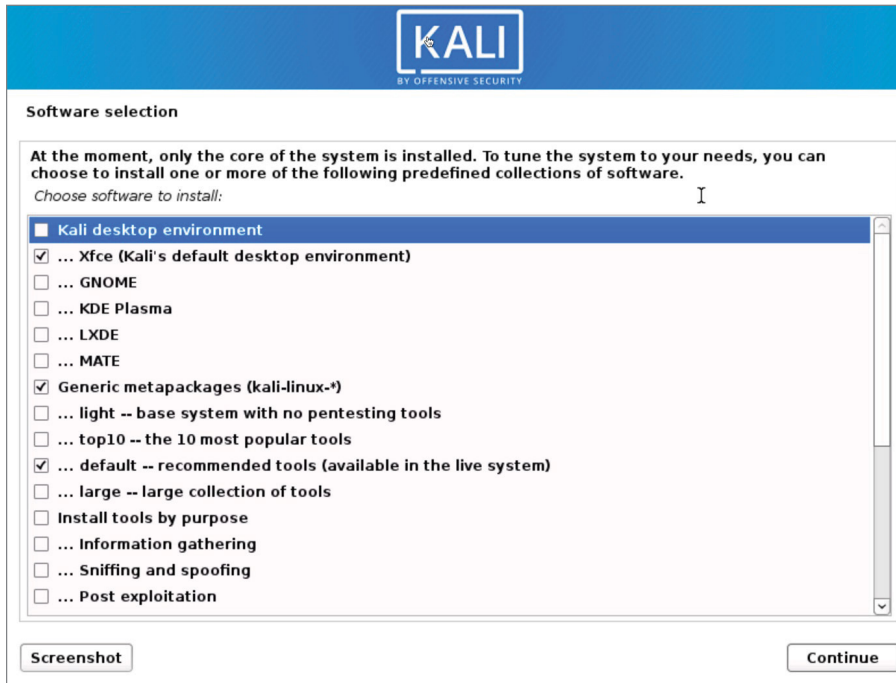 KALI
BY OFFENSIVE SECURITY
Software selection
At the moment, only the core of the system is installed. To tune the system to your needs, you can
choose to install one or more of the following predefined collections of software.
Choose software to install:
Kali desktop environment
... Xfce (Kali's default desktop environment)
... GNOME
... KDE Plasma
... LXDE
... MATE
Generic metapackages (kali-linux-*)
... light -- base system with no pentesting tools
... top10 -- the 10 most popular tools
... default -- recommended tools (available in the live system)
... large -- large collection of tools
Install tools by purpose
... Information gathering
... Sniffing and spoofing
... Post exploitation
Screenshot
Continue